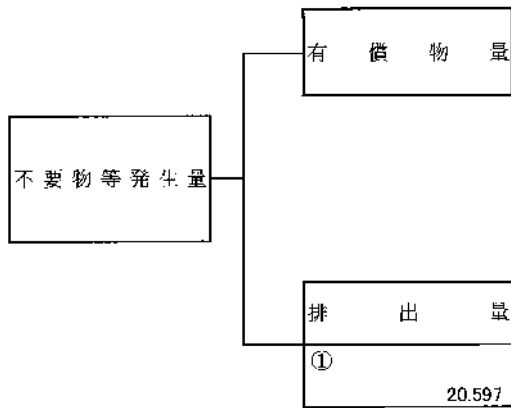 有償物量
不要物等発生量
排出量
①
20.597